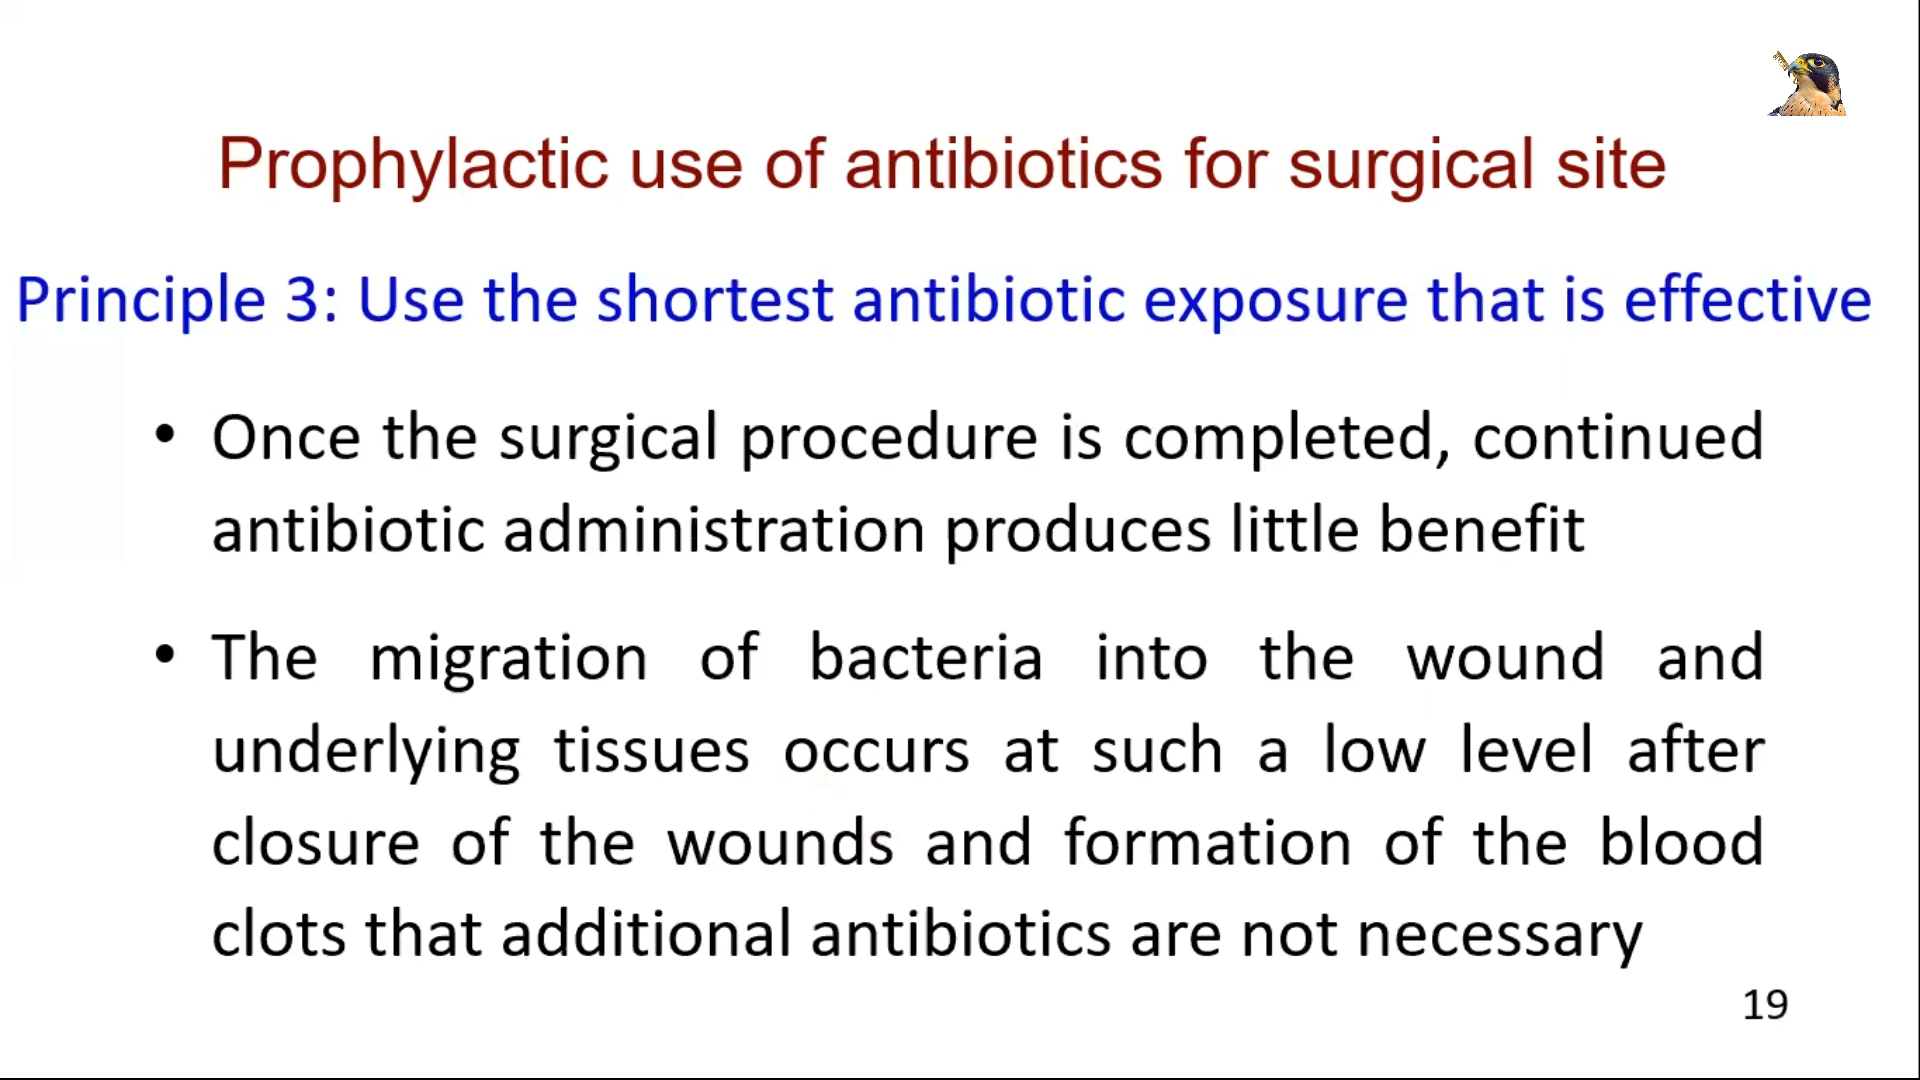 Prophylactic use of antibiotics for surgical site
Principle 3: Use the shortest antibiotic exposure that is effective
• Once the surgical procedure is completed, continued
antibiotic administration produces little benefit
• The migration of bacteria into the wound and
underlying tissues occurs at such a low level after
closure of the wounds and formation of the blood
clots that additional antibiotics are not necessary
19